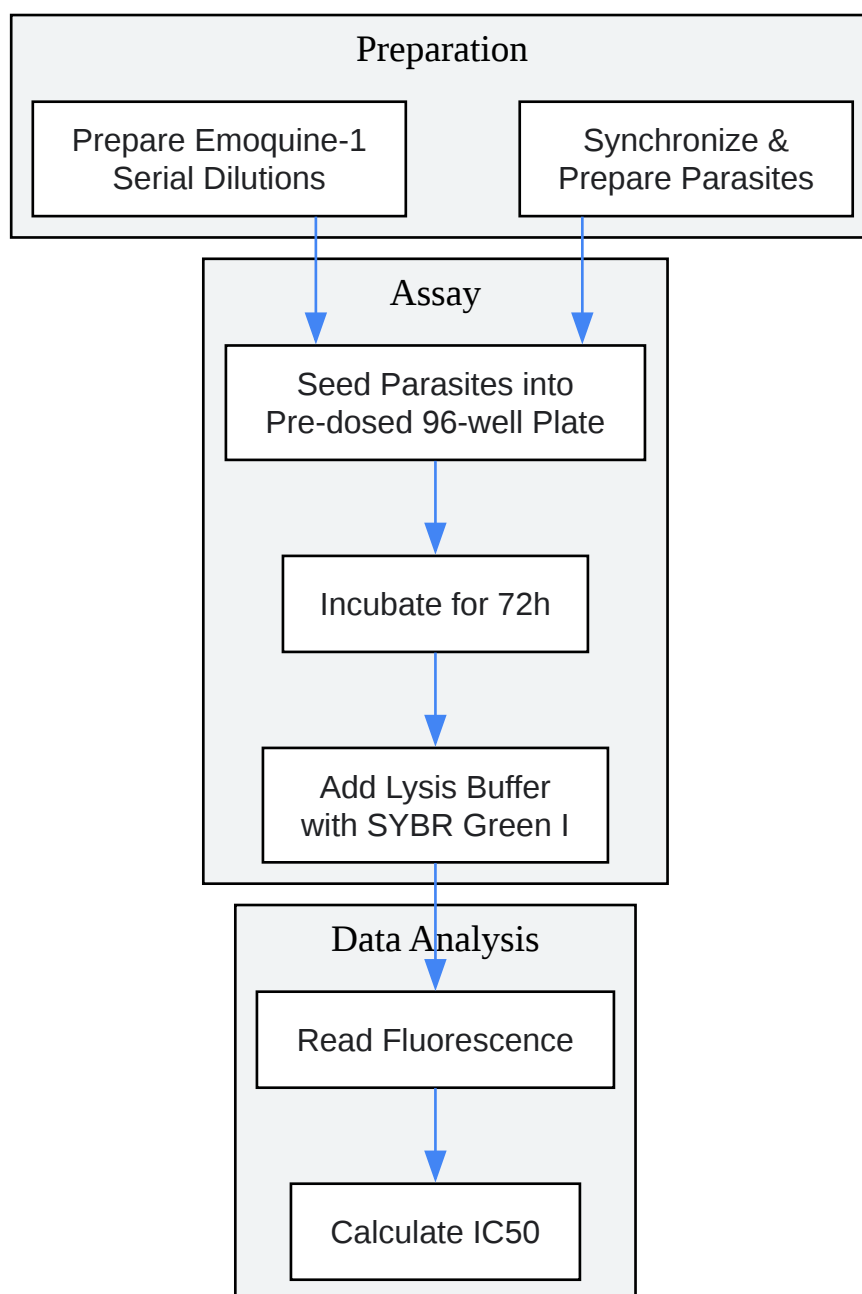 Preparation
Prepare Emoquine-1
Serial Dilutions
Synchronize &
Prepare Parasites
Assay
Seed Parasites into
Pre-dosed 96-well Plate
Incubate for 72h
Add Lysis Buffer
with SYBR Green I
Data Analysis
Read Fluorescence
Calculate IC50